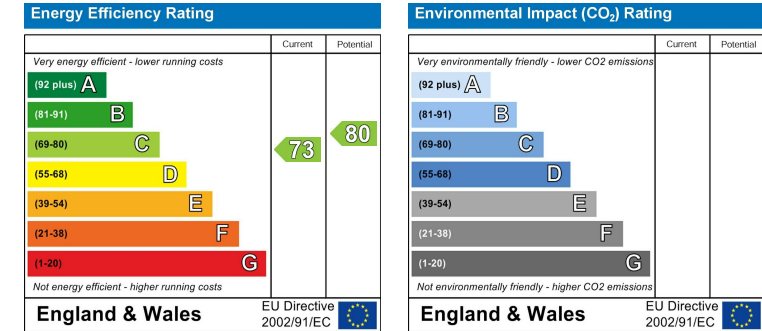 Energy Efficiency Rating
Current Potential
Very energy efficient - lower running costs
(92 plus) A
(81-91) B
(69-80) C
(55-68) D
(39-54) E
(21-38) F
(1-20) G
73
80
Not energy efficient - higher running costs
England & Wales
EU Directive
2002/91/EC
Environmental Impact (CO₂) Rating
Current Potential
Very environmentally friendly - lower CO2 emissions
(92 plus) A
(81-91) B
(69-80) C
(55-68) D
(39-54) E
(21-38) F
(1-20) G
Not environmentally friendly - higher CO2 emissions
England & Wales
EU Directive
2002/91/EC